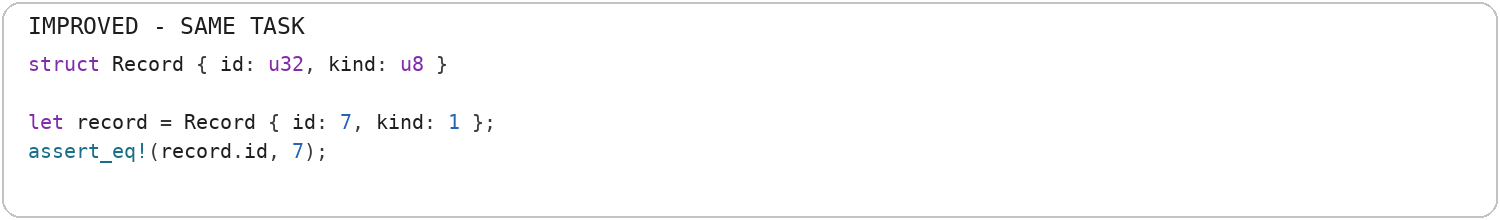 IMPROVED - SAME TASK
struct Record { id: u32, kind: u8 }
let record = Record { id: 7, kind: 1 };
assert_eq!(record.id, 7);